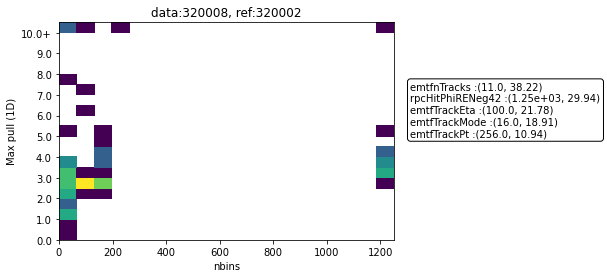 data:320008, ref:320002
10.0+
9.0
8.0
7.0
6.0
5.0
4.0
3.0
2.0
1.0
0.0
Max pull (1D)
0
200
400
600
800
1000
1200
nbins
emtfnTracks :(11.0, 38.22)
rpcHitPhiRENeg42 :(1.25e+03, 29.94)
emtfTrackEta :(100.0, 21.78)
emtfTrackMode :(16.0, 18.91)
emtfTrackPt :(256.0, 10.94)